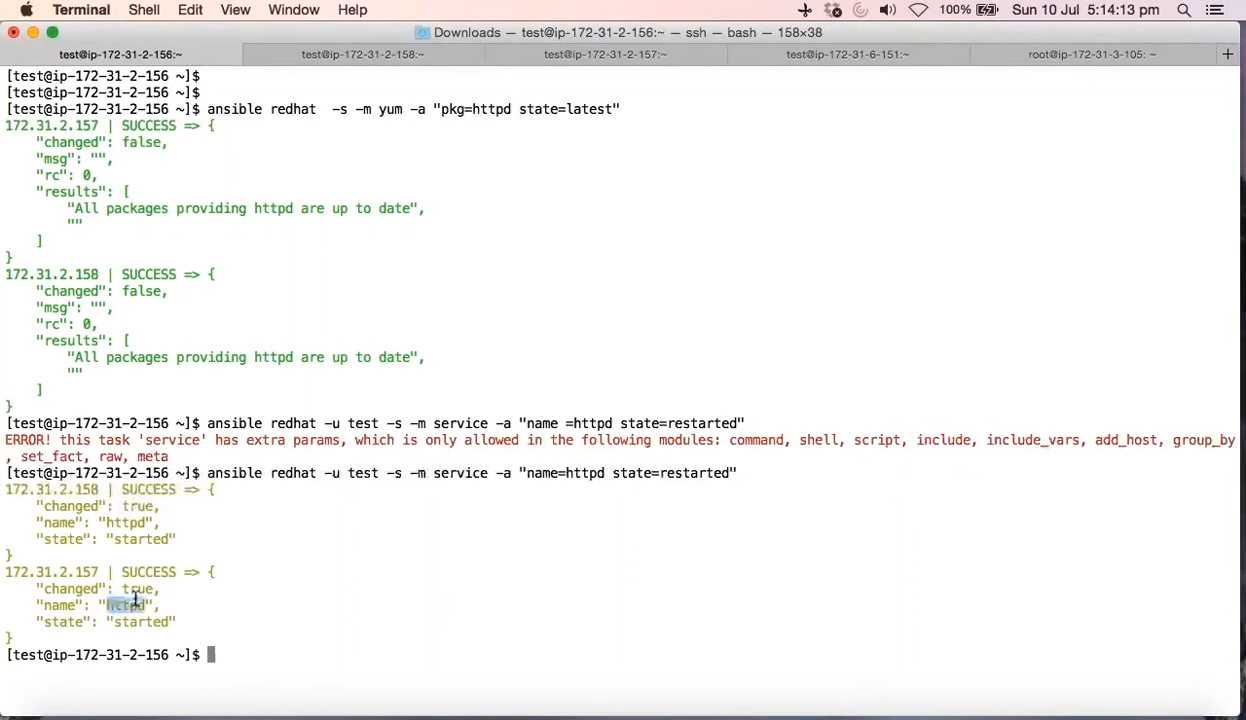 Terminal Shell Edit View Window Help 100% Sun 10 Jul 5:14:13 pm
Downloads — test@ip-172-31-2-156:~ — ssh — bash — 158×38
test@ip-172-31-2-156:~ test@ip-172-31-2-158:~ test@ip-172-31-2-157:~ test@ip-172-31-6-151:~ root@ip-172-31-3-105: ~ +
[test@ip-172-31-2-156 ~]$
[test@ip-172-31-2-156 ~]$
[test@ip-172-31-2-156 ~]$ ansible redhat  -s -m yum -a "pkg=httpd state=latest"
172.31.2.157 | SUCCESS => {
    "changed": false,
    "msg": "",
    "rc": 0,
    "results": [
        "All packages providing httpd are up to date",
        ""
    ]
}
172.31.2.158 | SUCCESS => {
    "changed": false,
    "msg": "",
    "rc": 0,
    "results": [
        "All packages providing httpd are up to date",
        ""
    ]
}
[test@ip-172-31-2-156 ~]$ ansible redhat -u test -s -m service -a "name =httpd state=restarted"
ERROR! this task 'service' has extra params, which is only allowed in the following modules: command, shell, script, include, include_vars, add_host, group_by
, set_fact, raw, meta
[test@ip-172-31-2-156 ~]$ ansible redhat -u test -s -m service -a "name=httpd state=restarted"
172.31.2.158 | SUCCESS => {
    "changed": true,
    "name": "httpd",
    "state": "started"
}
172.31.2.157 | SUCCESS => {
    "changed": true,
    "name": "httpd",
    "state": "started"
}
[test@ip-172-31-2-156 ~]$